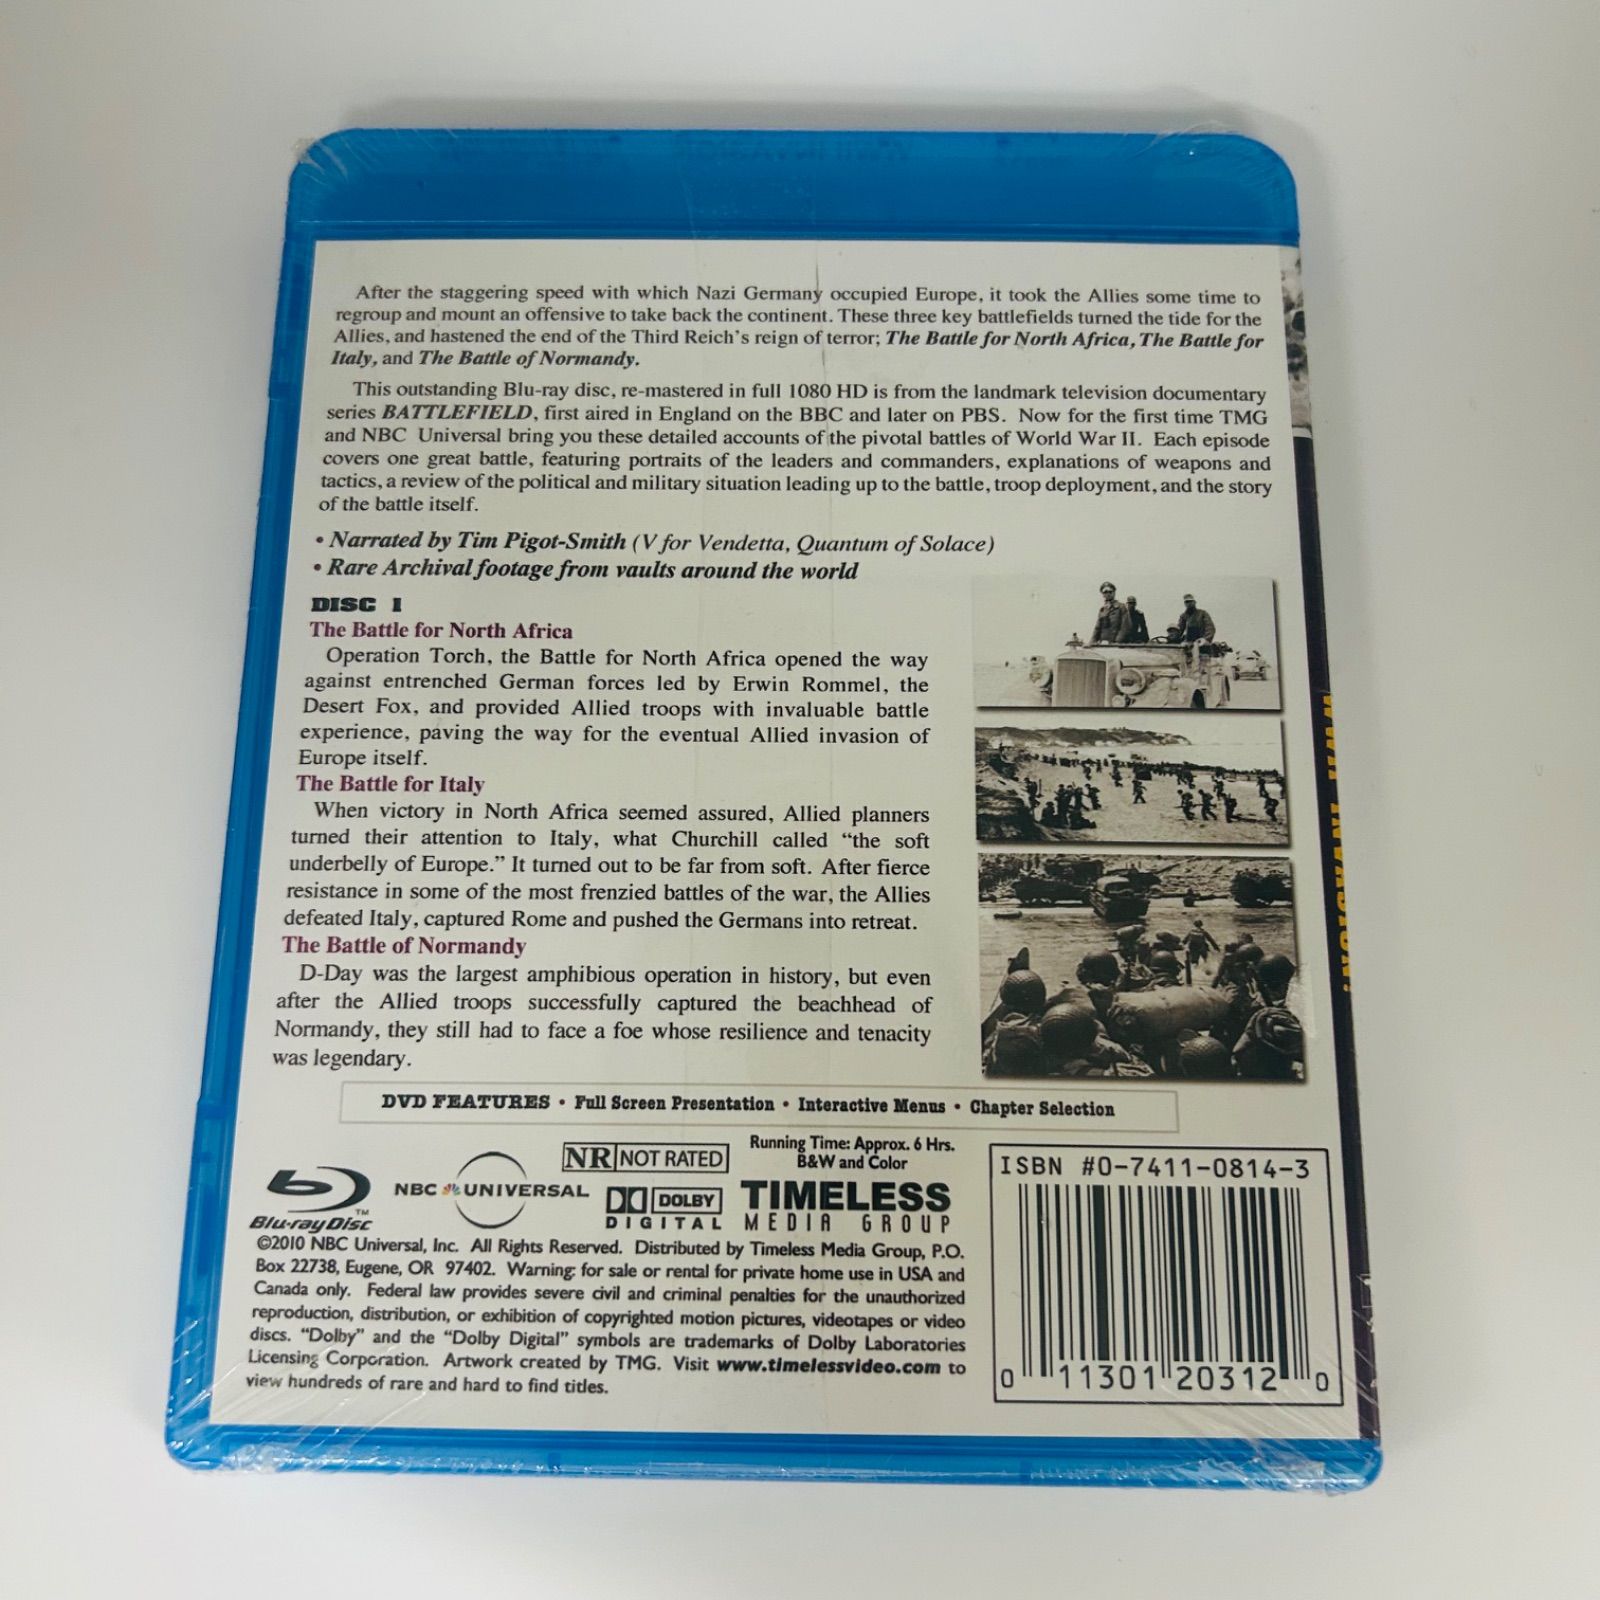 After the staggering speed with which Nazi Germany occupied Europe, it took the Allies some time to
regroup and mount an offensive to take back the continent. These three key battlefields turned the tide for the
Allies, and hastened the end of the Third Reich's reign of terror; The Battle for North Africa, The Battle for
Italy, and The Battle of Normandy.
This outstanding Blu-ray disc, re-mastered in full 1080 HD is from the landmark television documentary
series BATTLEFIELD, first aired in England on the BBC and later on PBS. Now for the first time TMG
and NBC Universal bring you these detailed accounts of the pivotal battles of World War II. Each episode
covers one great battle, featuring portraits of the leaders and commanders, explanations of weapons and
tactics, a review of the political and military situation leading up to the battle, troop deployment, and the story
of the battle itself.
• Narrated by Tim Pigot-Smith (V for Vendetta, Quantum of Solace)
• Rare Archival footage from vaults around the world
DISC 1
The Battle for North Africa
Operation Torch, the Battle for North Africa opened the way
against entrenched German forces led by Erwin Rommel, the
Desert Fox, and provided Allied troops with invaluable battle
experience, paving the way for the eventual Allied invasion of
Europe itself.
The Battle for Italy
When victory in North Africa seemed assured, Allied planners
turned their attention to Italy, what Churchill called "the soft
underbelly of Europe." It turned out to be far from soft. After fierce
resistance in some of the most frenzied battles of the war, the Allies
defeated Italy, captured Rome and pushed the Germans into retreat.
The Battle of Normandy
D-Day was the largest amphibious operation in history, but even
after the Allied troops successfully captured the beachhead of
Normandy, they still had to face a foe whose resilience and tenacity
was legendary.
DVD FEATURES • Full Screen Presentation • Interactive Menus • Chapter Selection
Blu-ray Disc™
NBC UNIVERSAL
NR NOT RATED
DOLBY
DIGITAL
Running Time: Approx. 6 Hrs.
B&W and Color
TIMELESS
MEDIA GROUP
©2010 NBC Universal, Inc. All Rights Reserved. Distributed by Timeless Media Group, P.O.
Box 22738, Eugene, OR 97402. Warning: for sale or rental for private home use in USA and
Canada only. Federal law provides severe civil and criminal penalties for the unauthorized
reproduction, distribution, or exhibition of copyrighted motion pictures, videotapes or video
discs. "Dolby" and the "Dolby Digital" symbols are trademarks of Dolby Laboratories
Licensing Corporation. Artwork created by TMG. Visit www.timelessvideo.com to
view hundreds of rare and hard to find titles.
ISBN #0-7411-0814-3
0 11301 20312 0
WWII INVASION!